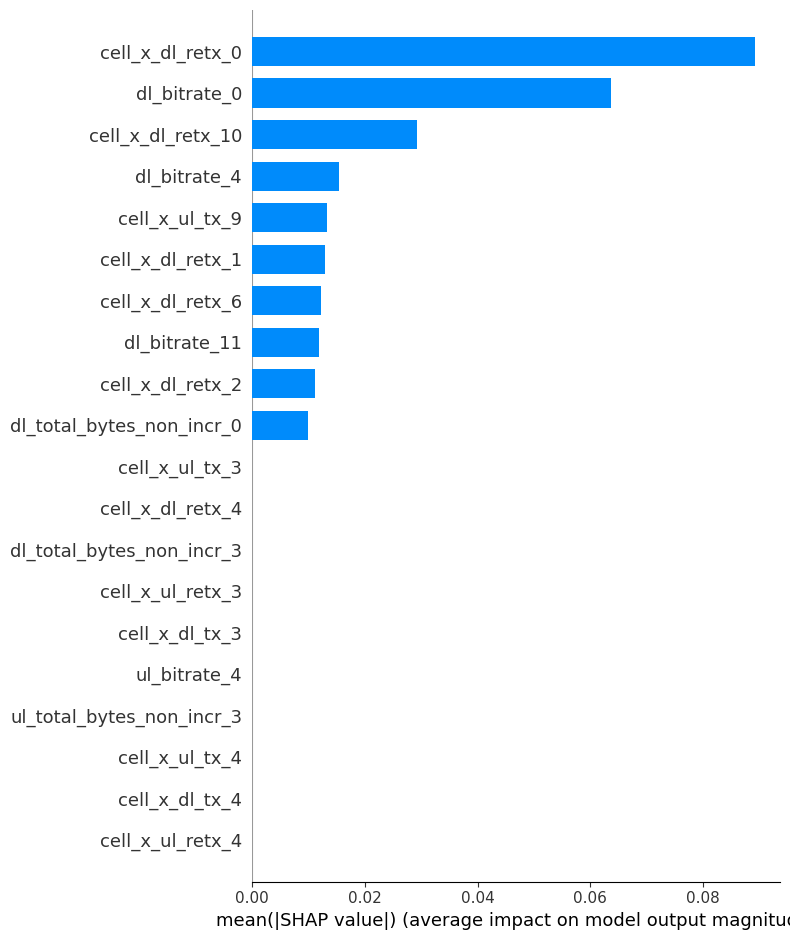 cell_x_dl_retx_0
dl_bitrate_0
cell_x_dl_retx_10
dl_bitrate_4
cell_x_ul_tx_9
cell_x_dl_retx_1
cell_x_dl_retx_6
dl_bitrate_11
cell_x_dl_retx_2
dl_total_bytes_non_incr_0
cell_x_ul_tx_3
cell_x_dl_retx_4
dl_total_bytes_non_incr_3
cell_x_ul_retx_3
cell_x_dl_tx_3
ul_bitrate_4
ul_total_bytes_non_incr_3
cell_x_ul_tx_4
cell_x_dl_tx_4
cell_x_ul_retx_4
0.00 0.02 0.04 0.06 0.08
mean(|SHAP value|) (average impact on model output